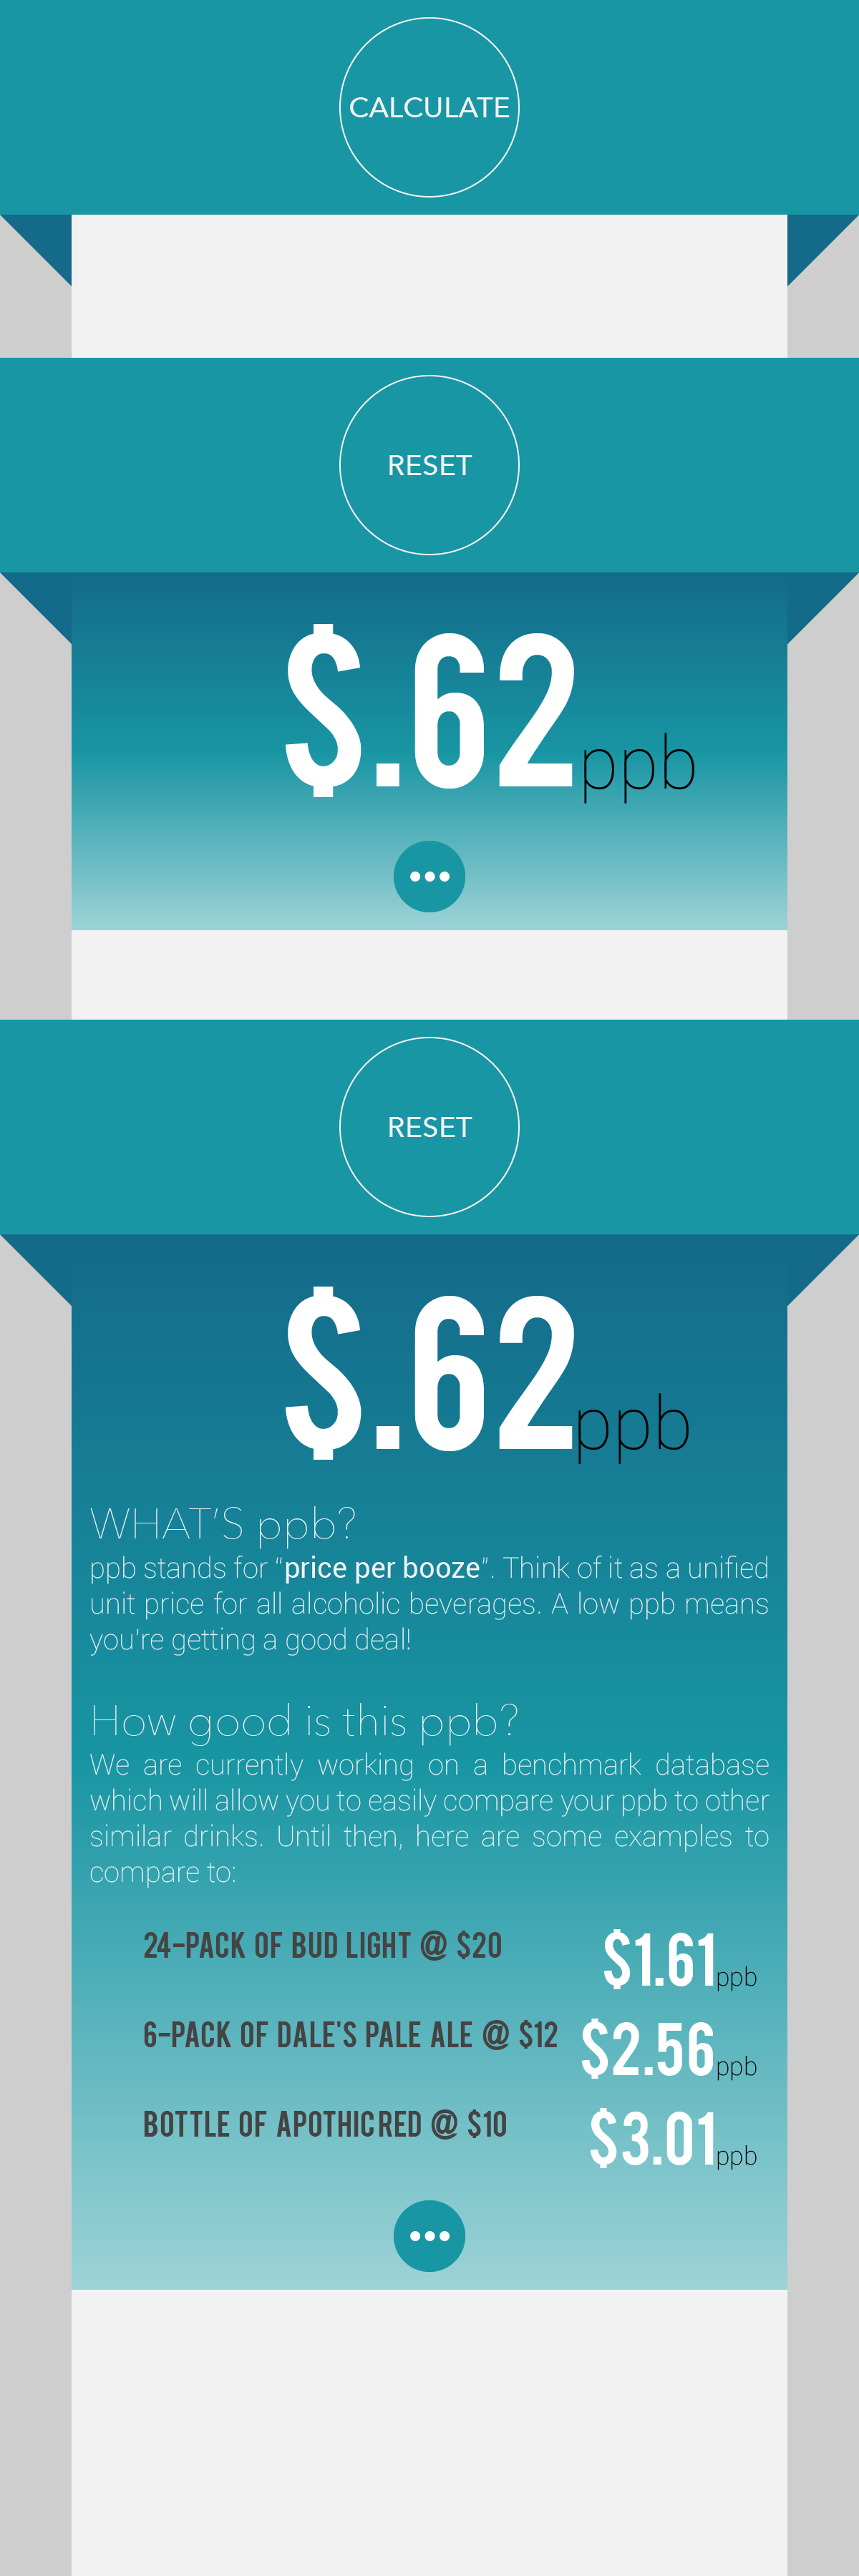 CALCULATE
RESET
$.62ppb
RESET
$.62ppb
WHAT'S ppb?
ppb stands for "price per booze". Think of it as a unified
unit price for all alcoholic beverages. A low ppb means
you're getting a good deal!
How good is this ppb?
We are currently working on a benchmark database
which will allow you to easily compare your ppb to other
similar drinks. Until then, here are some examples to
compare to:
24-PACK OF BUD LIGHT @ $20 $1.61ppb
6-PACK OF DALE'S PALE ALE @ $12 $2.56ppb
BOTTLE OF APOTHIC RED @ $10 $3.01ppb